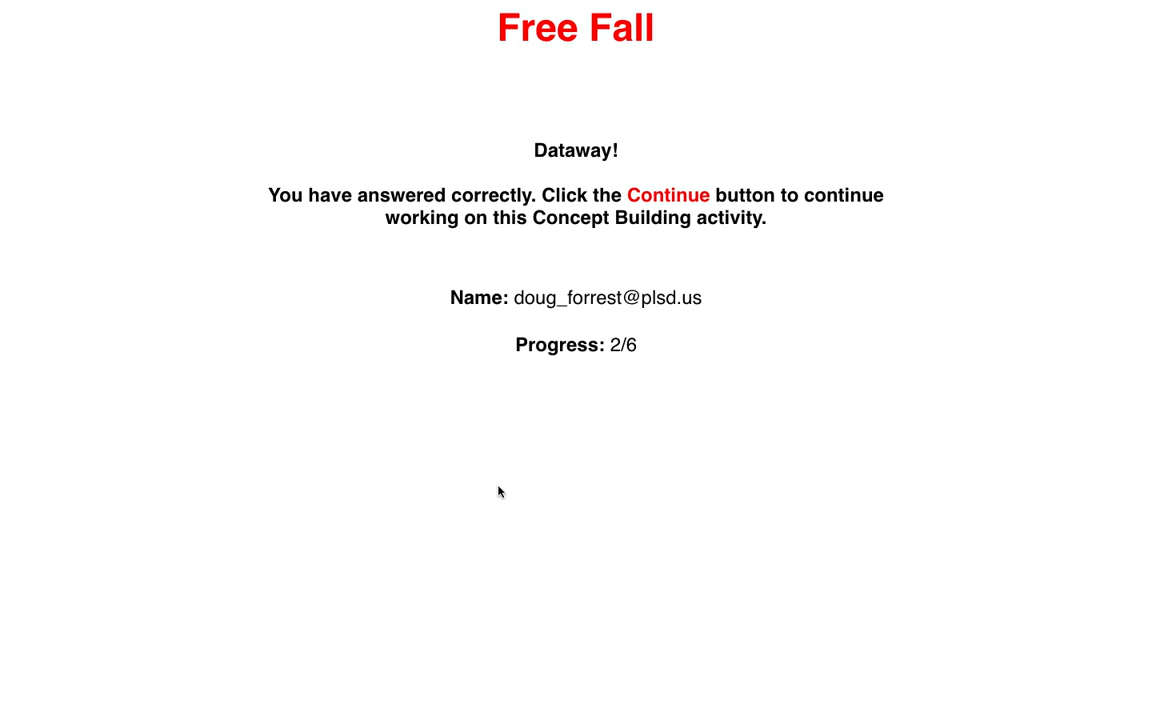 Free Fall
Dataway!
You have answered correctly. Click the Continue button to continue
working on this Concept Building activity.
Name: doug_forrest@plsd.us
Progress: 2/6